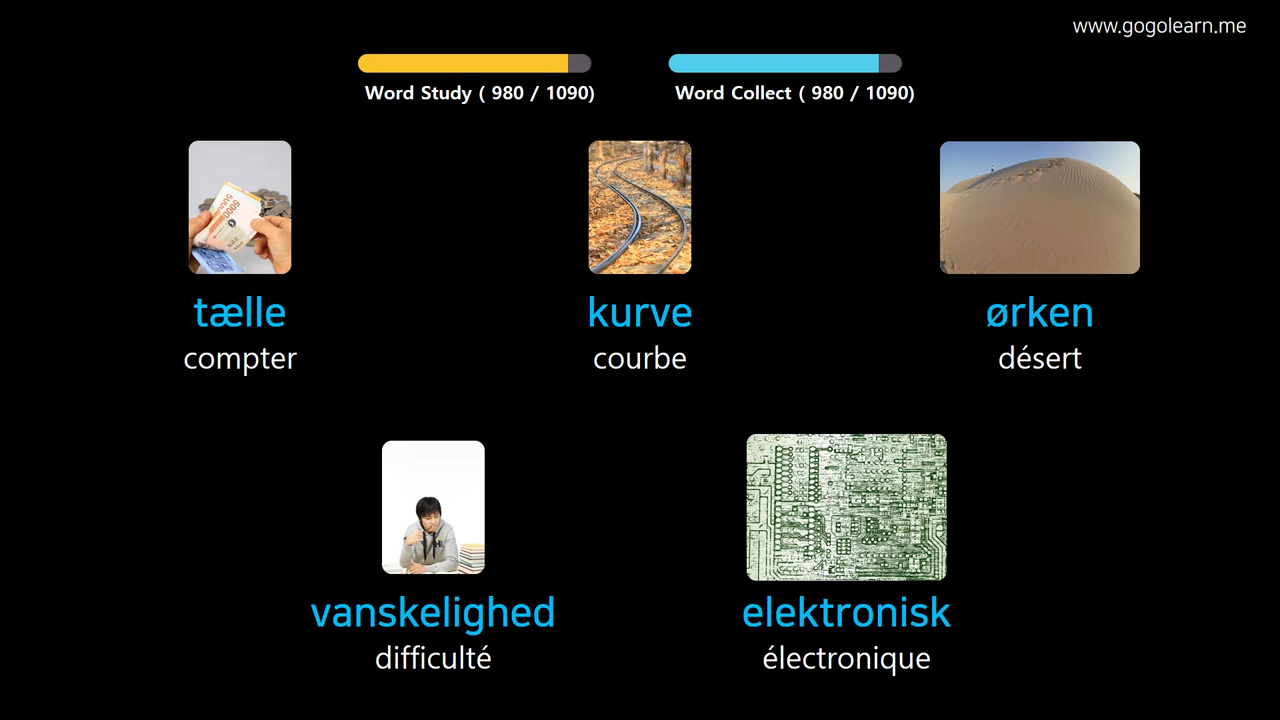 www.gogolearn.me
Word Study ( 980 / 1090)
Word Collect ( 980 / 1090)
tælle
compter
kurve
courbe
ørken
désert
vanskelighed
difficulté
elektronisk
électronique